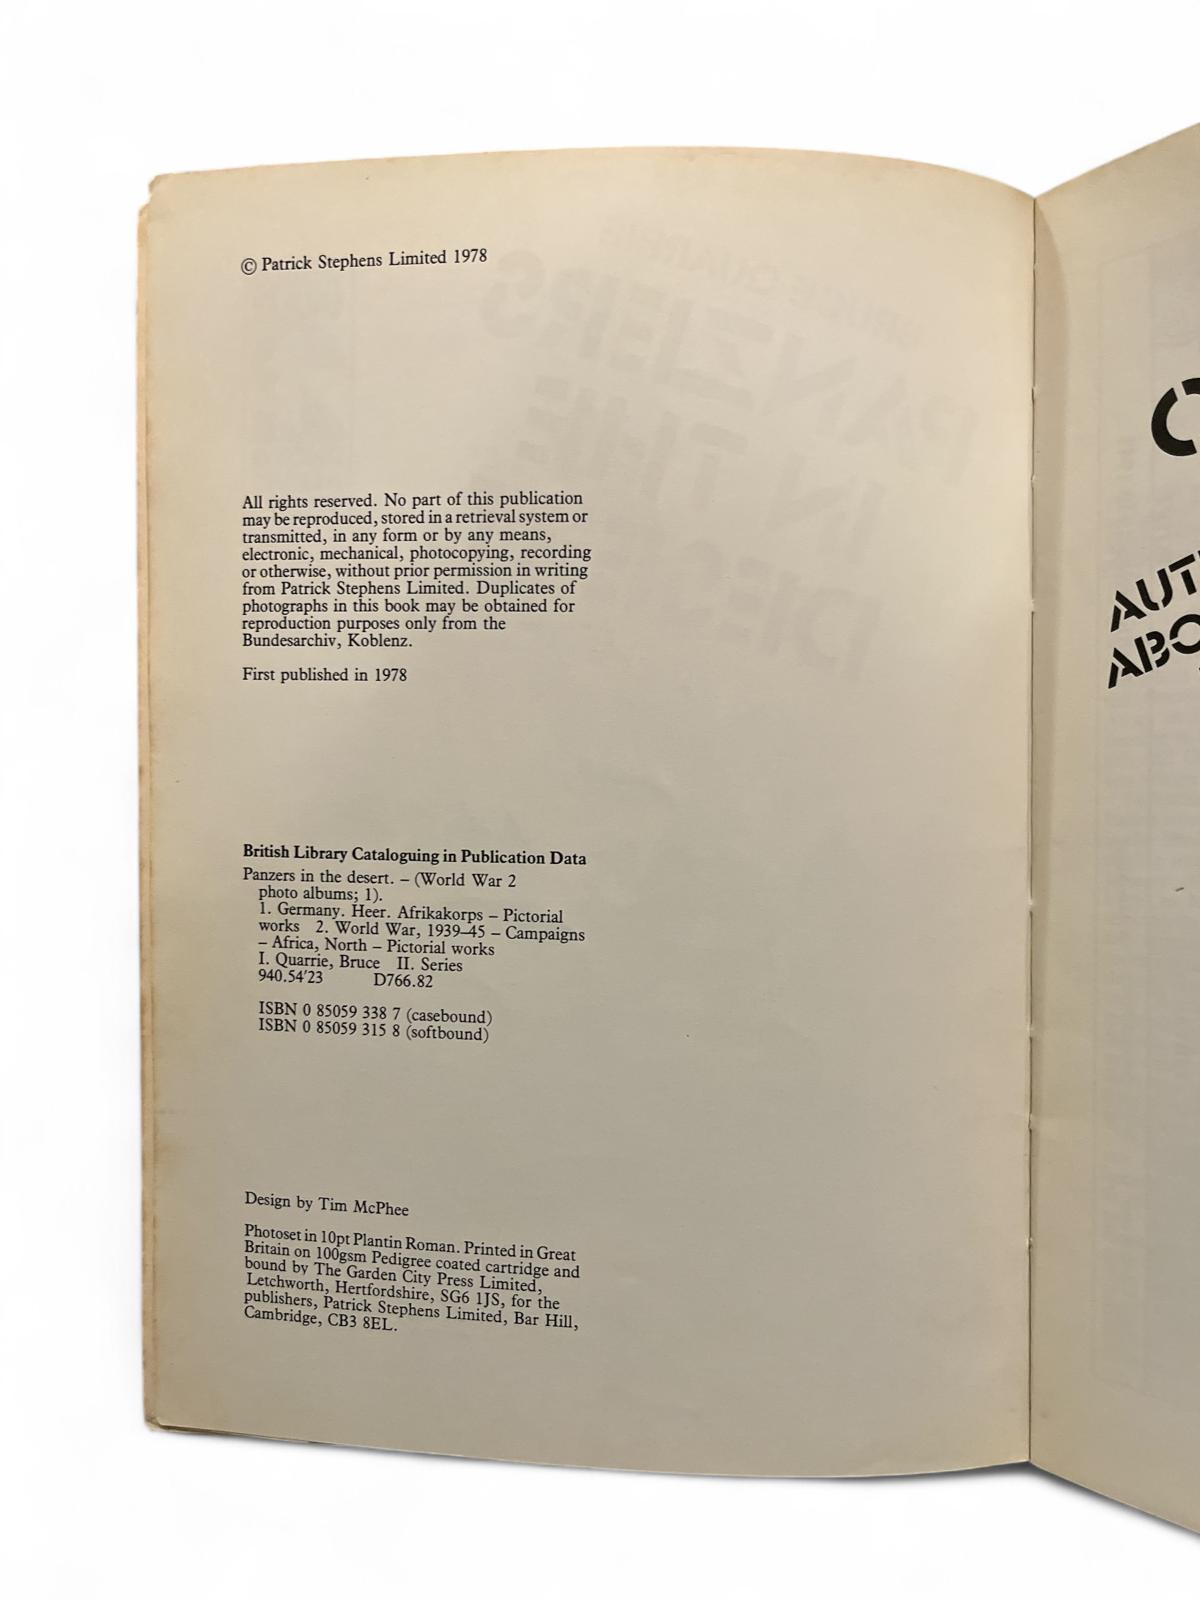 © Patrick Stephens Limited 1978
All rights reserved. No part of this publication
may be reproduced, stored in a retrieval system or
transmitted, in any form or by any means,
electronic, mechanical, photocopying, recording
or otherwise, without prior permission in writing
from Patrick Stephens Limited. Duplicates of
photographs in this book may be obtained for
reproduction purposes only from the
Bundesarchiv, Koblenz.
First published in 1978
British Library Cataloguing in Publication Data
Panzers in the desert. – (World War 2
photo albums; 1).
1. Germany. Heer. Afrikakorps – Pictorial
works 2. World War, 1939–45 – Campaigns
– Africa, North – Pictorial works
I. Quarrie, Bruce II. Series
940.54'23 D766.82
ISBN 0 85059 338 7 (casebound)
ISBN 0 85059 315 8 (softbound)
Design by Tim McPhee
Photoset in 10pt Plantin Roman. Printed in Great
Britain on 100gsm Pedigree coated cartridge and
bound by The Garden City Press Limited,
Letchworth, Hertfordshire, SG6 1JS, for the
publishers, Patrick Stephens Limited, Bar Hill,
Cambridge, CB3 8EL.
AUT
ABO